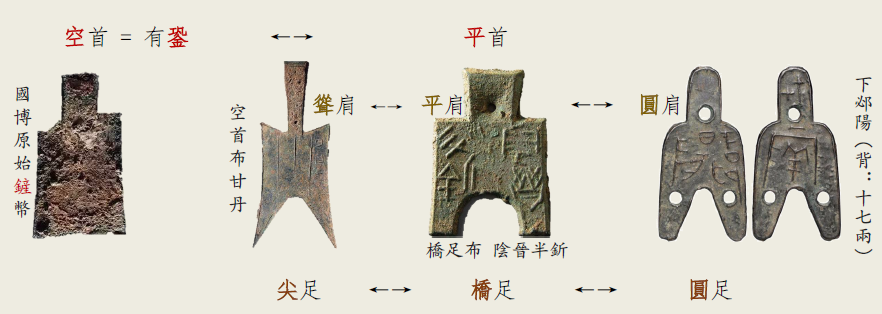 空首 = 有銎 ←→ 平首
國博原始鏟幣
空首布甘丹
聳肩 ←→ 平肩 ←→ 圓肩
下邲陽（背：十七兩）
橋足布 陰晉半釿
尖足 ←→ 橋足 ←→ 圓足